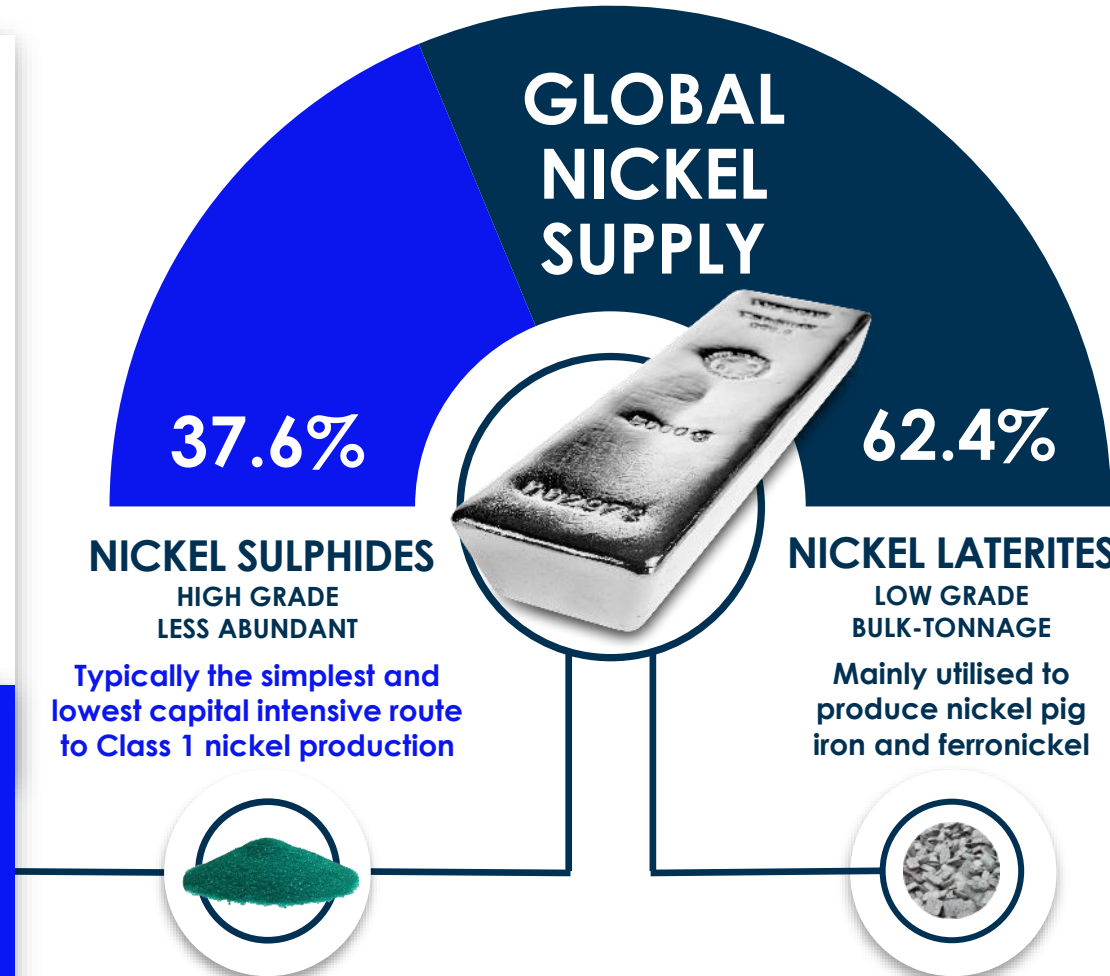 GLOBAL
NICKEL
SUPPLY
37.6%
62.4%
NICKEL SULPHIDES
HIGH GRADE
LESS ABUNDANT
Typically the simplest and
lowest capital intensive route
to Class 1 nickel production
NICKEL LATERITES
LOW GRADE
BULK-TONNAGE
Mainly utilised to
produce nickel pig
iron and ferronickel